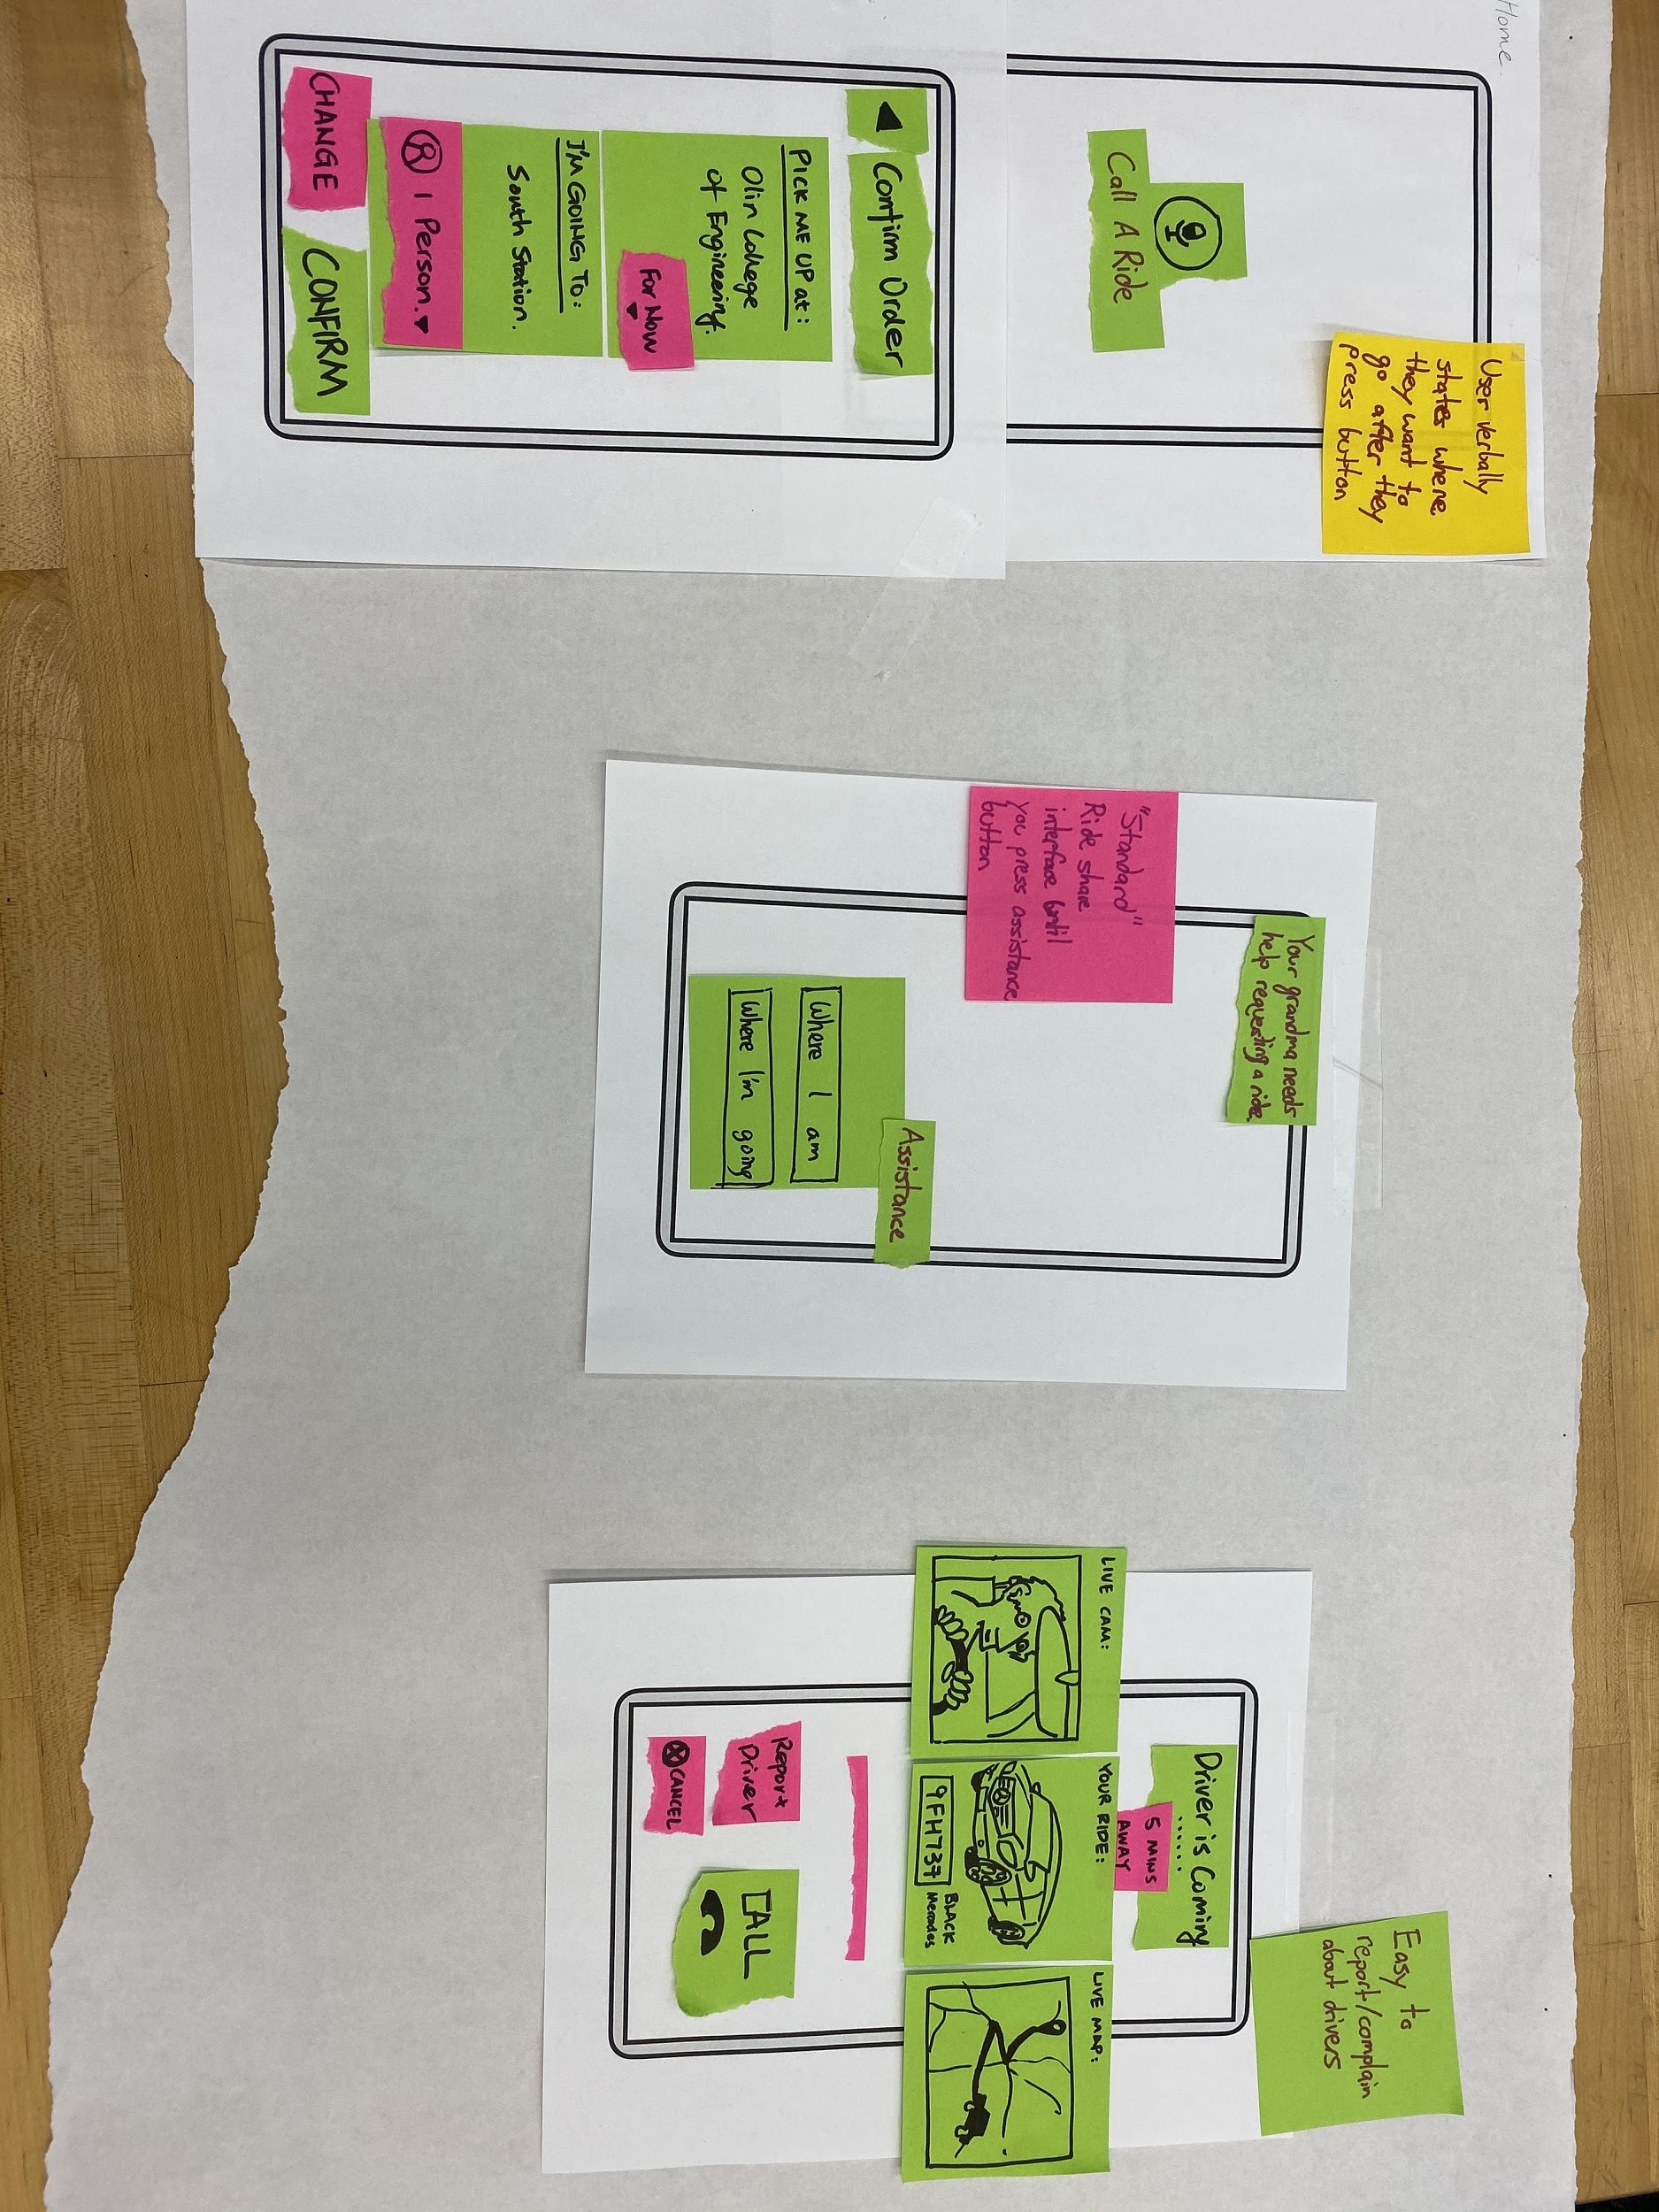 Home.
User verbally
states where
they want to
go after they
press button
Call A Ride
Confirm Order
PICK ME UP at:
Olin College
of Engineering.
For Now
I'M GOING TO:
South Station.
1 Person.
CHANGE
CONFIRM
Your grandma needs
help requesting a ride
"Standard"
Ride share
interface until
You press assistance
button
Assistance
Where I am
Where I'm going
Easy to
report/complain
about drivers
Driver is Coming
......
5 MINS
AWAY
LIVE CAM:
YOUR RIDE:
9FH737
BLACK
Mercedes
LIVE MAP:
Report
Driver
CANCEL
CALL